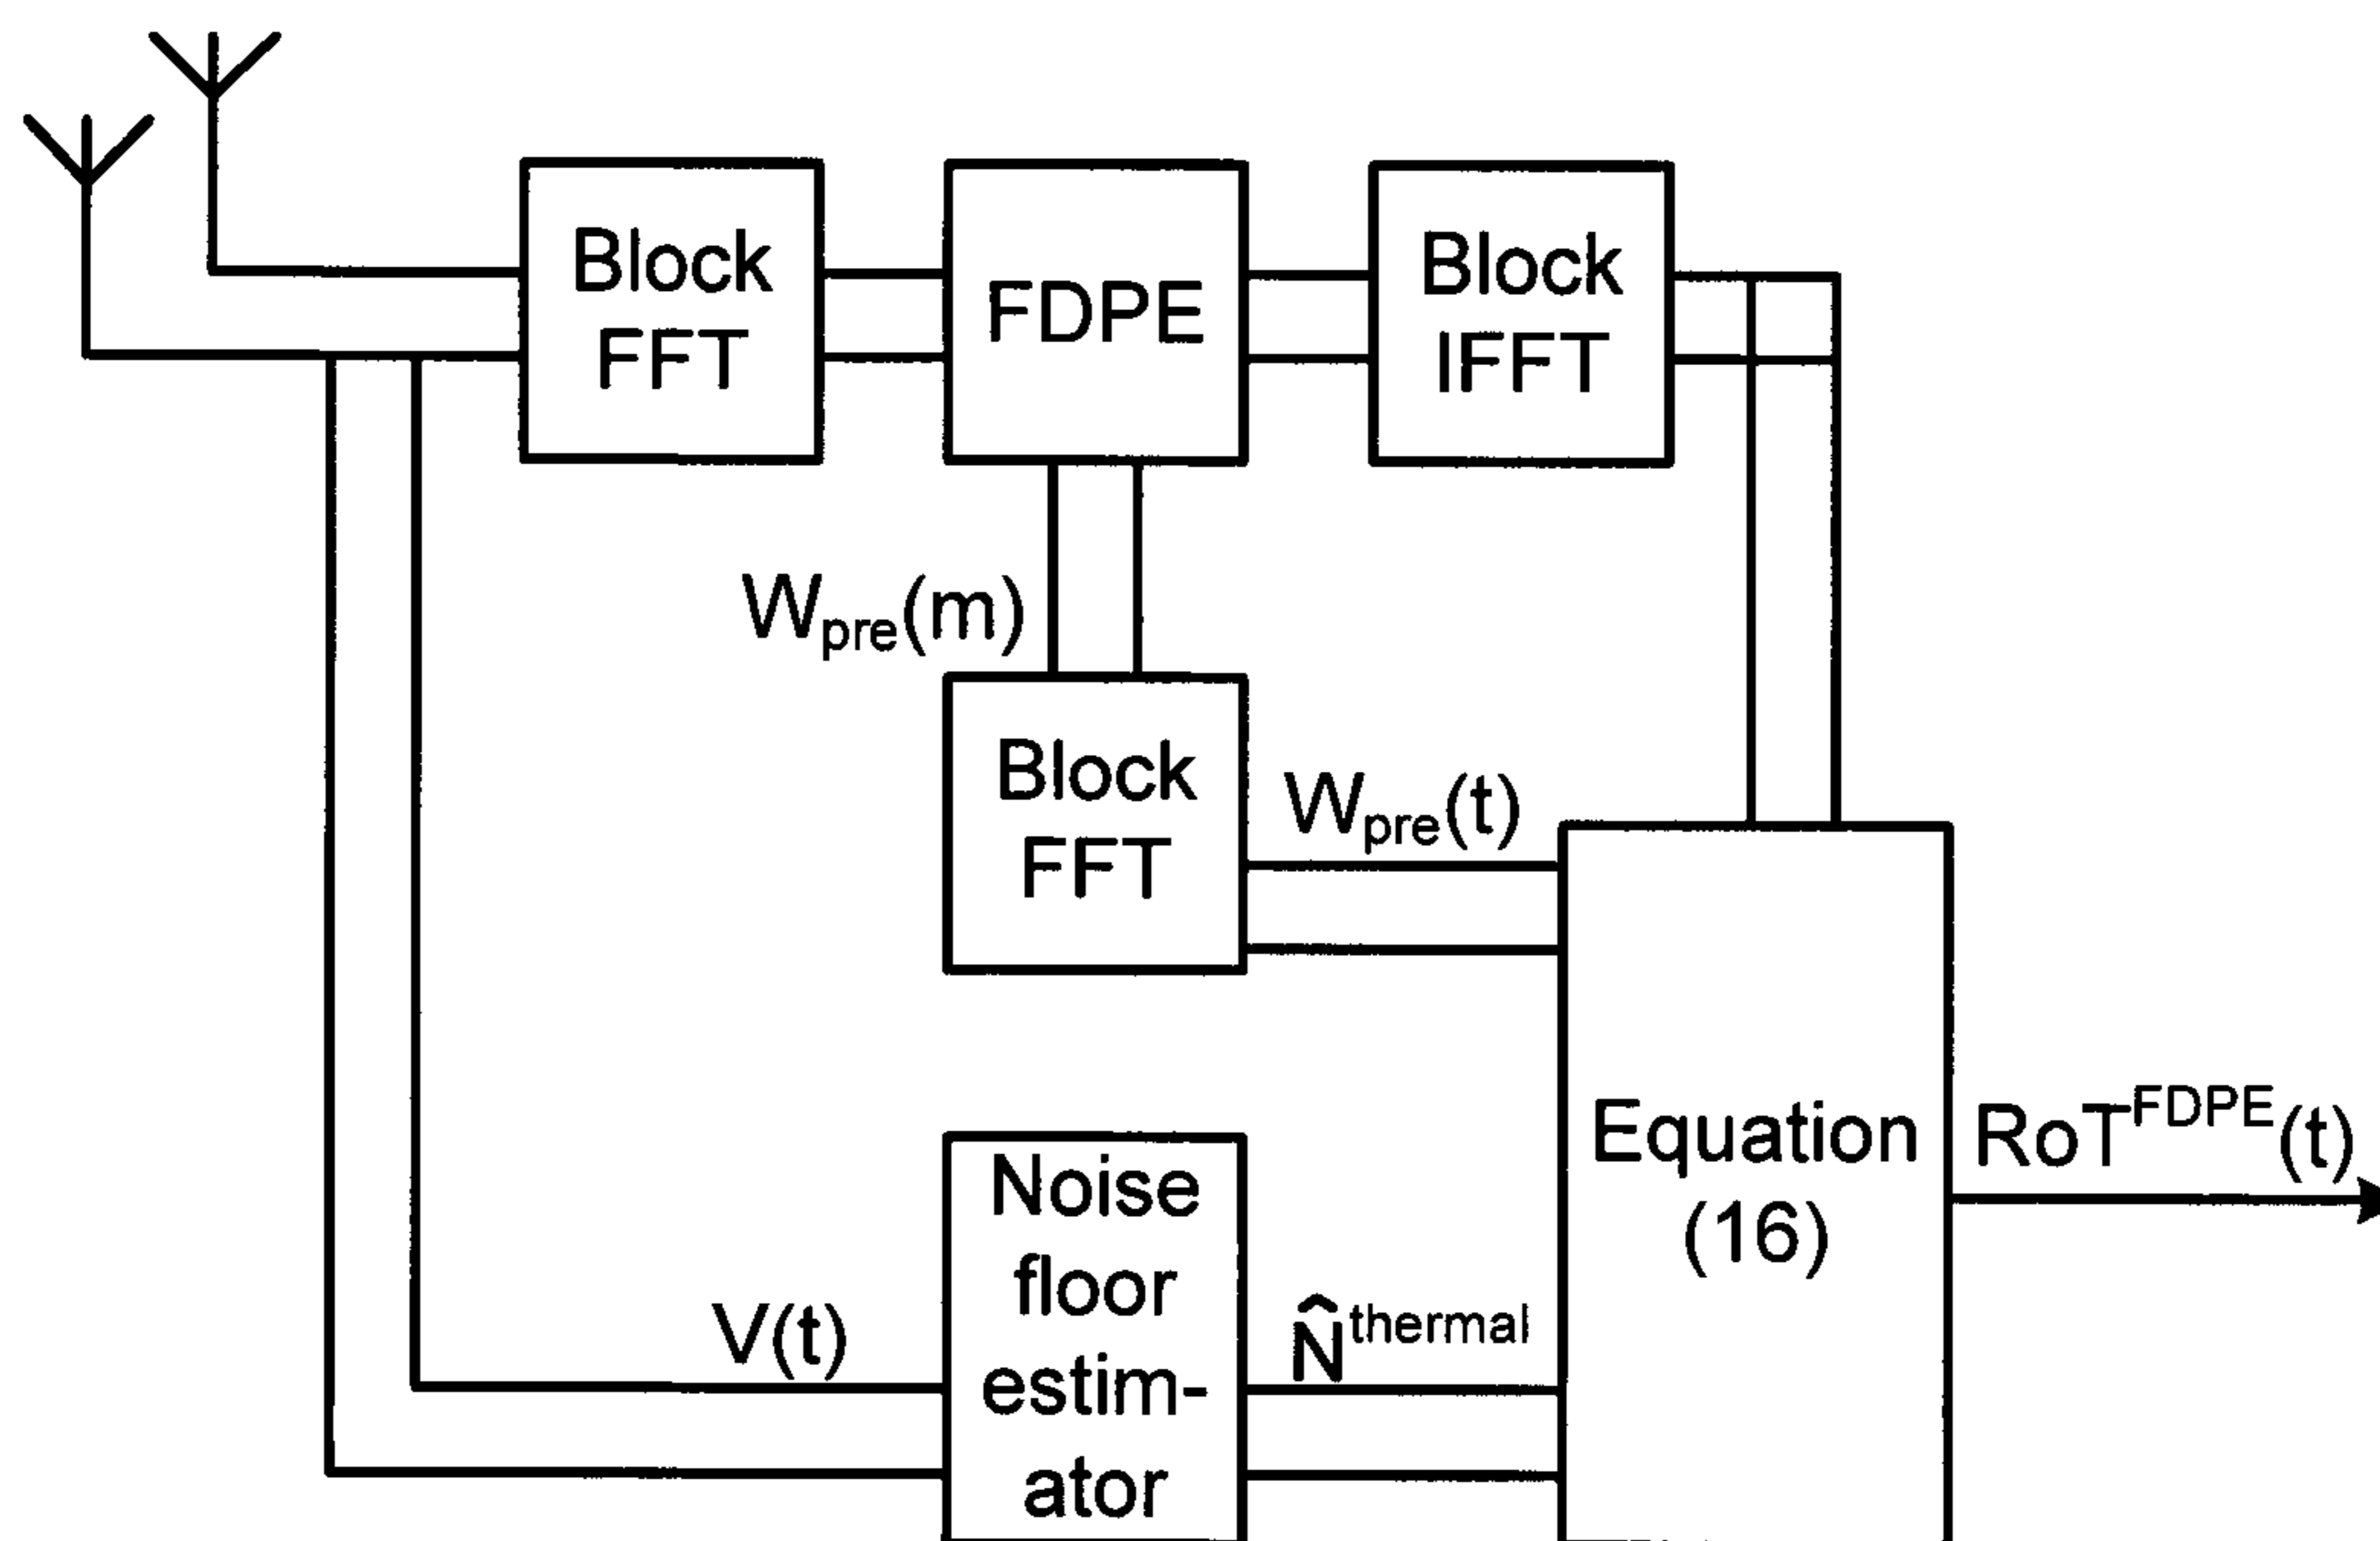 Block
FFT
FDPE
Block
IFFT
Wpre(m)
Block
FFT
Wpre(t)
Noise
floor
estim-
ator
V(t)
N̂thermal
Equation
(16)
RoTFDPE(t)